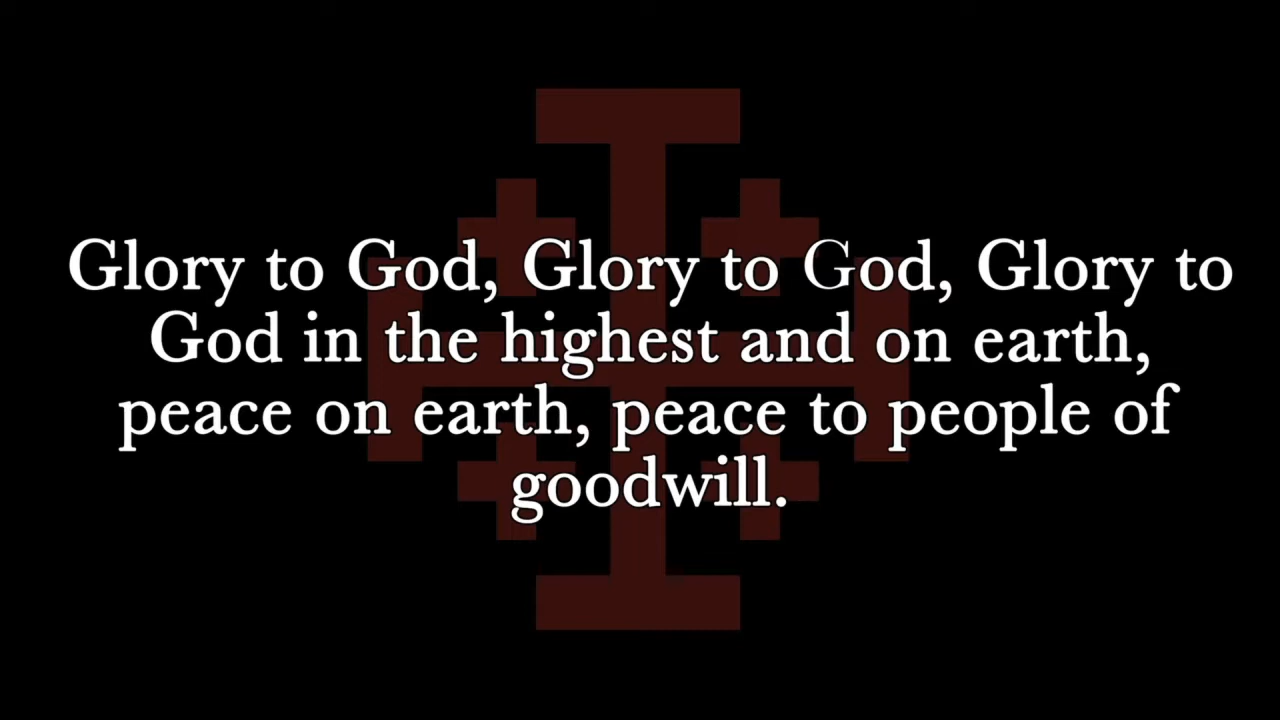 Glory to God, Glory to God, Glory to
God in the highest and on earth,
peace on earth, peace to people of
goodwill.